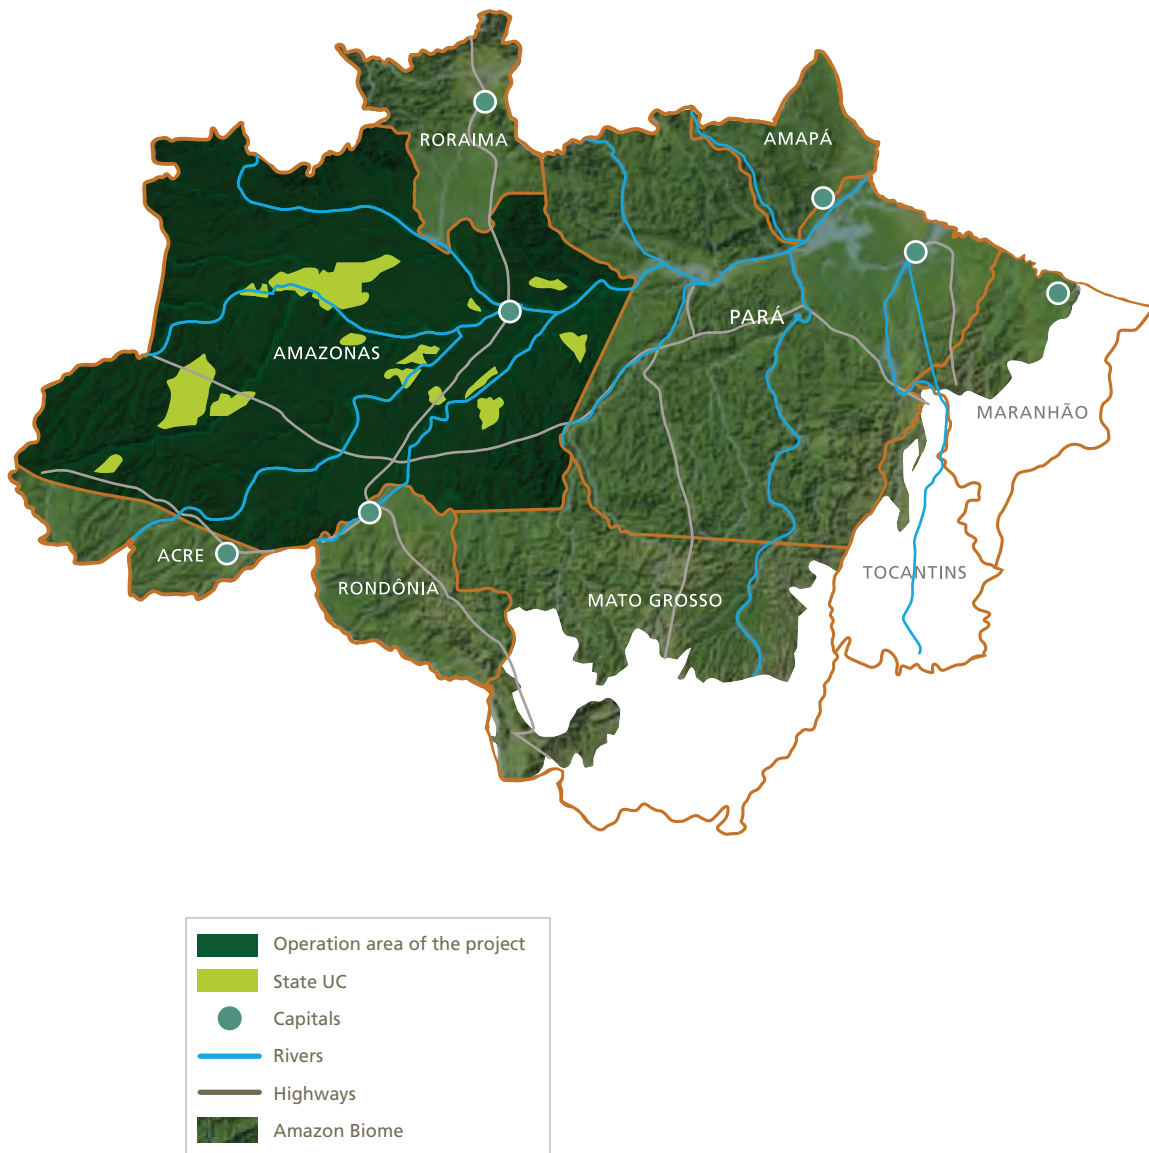 RORAIMA
AMAPÁ
PARÁ
AMAZONAS
MARANHÃO
ACRE
TOCANTINS
RONDÔNIA
MATO GROSSO
Operation area of the project
State UC
Capitals
Rivers
Highways
Amazon Biome